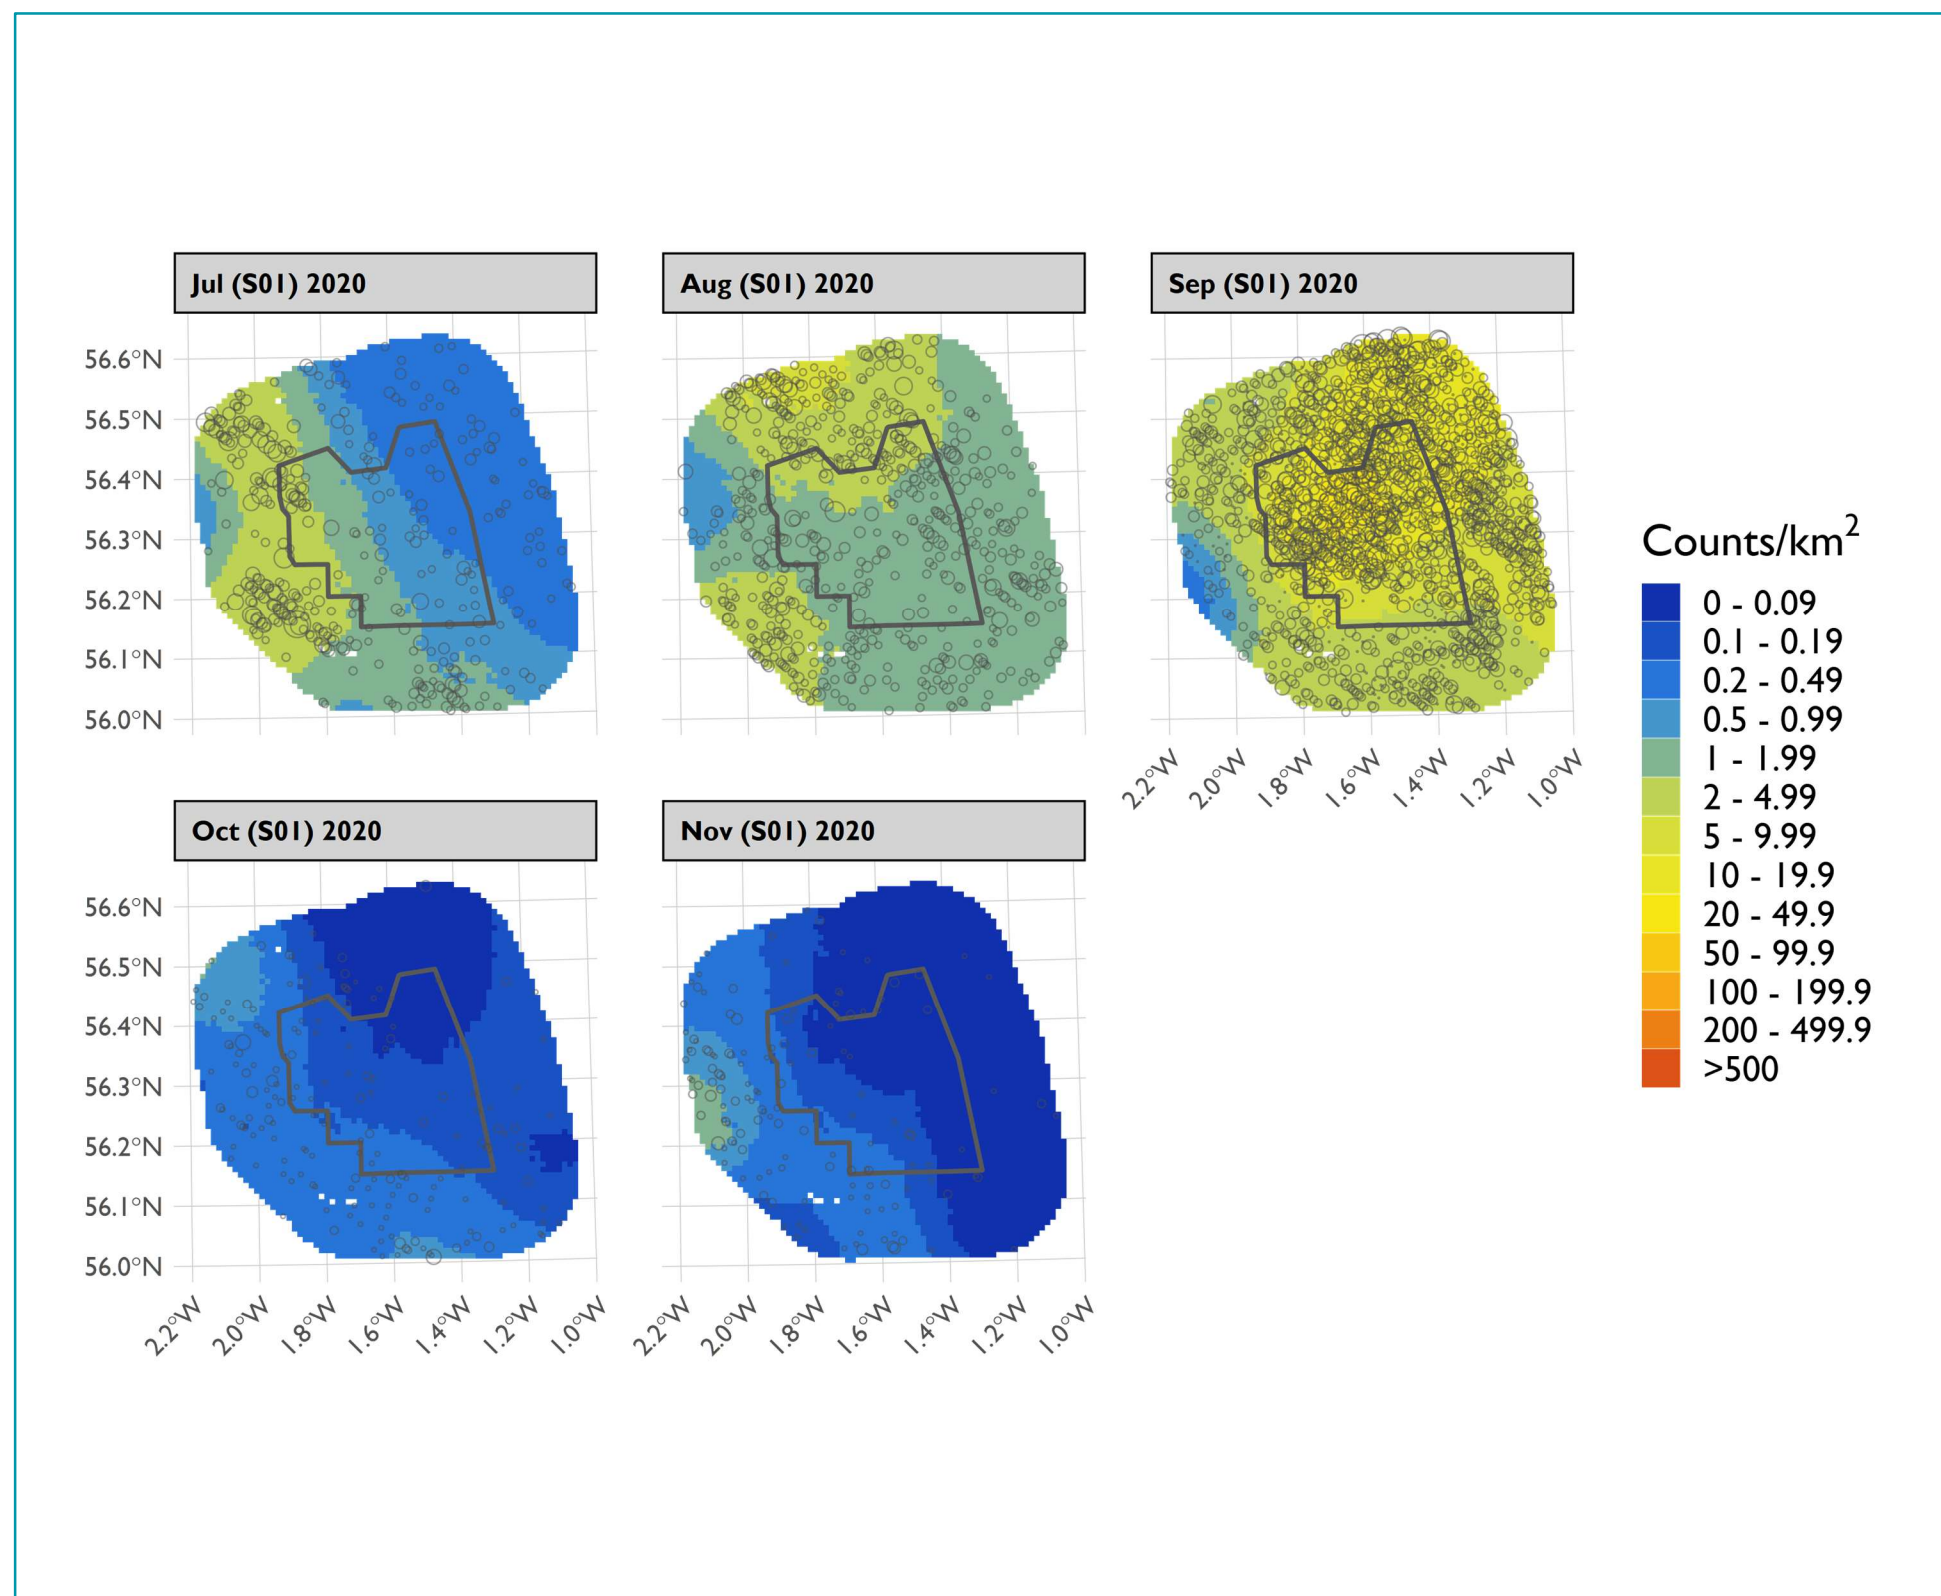 Jul (S01) 2020
Aug (S01) 2020
Sep (S01) 2020
56.6°N
56.5°N
56.4°N
56.3°N
56.2°N
56.1°N
56.0°N
2.2°W
2.0°W
1.8°W
1.6°W
1.4°W
1.2°W
1.0°W
Oct (S01) 2020
Nov (S01) 2020
56.6°N
56.5°N
56.4°N
56.3°N
56.2°N
56.1°N
56.0°N
2.2°W
2.0°W
1.8°W
1.6°W
1.4°W
1.2°W
1.0°W
2.2°W
2.0°W
1.8°W
1.6°W
1.4°W
1.2°W
1.0°W
Counts/km²
0 - 0.09
0.1 - 0.19
0.2 - 0.49
0.5 - 0.99
1 - 1.99
2 - 4.99
5 - 9.99
10 - 19.9
20 - 49.9
50 - 99.9
100 - 199.9
200 - 499.9
>500